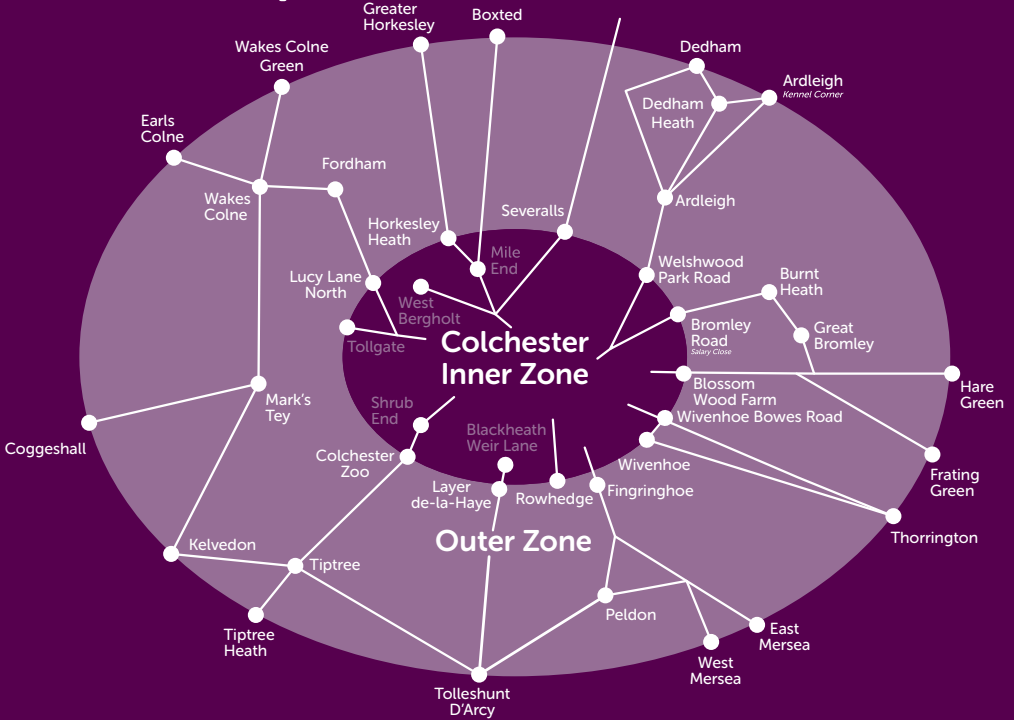 Greater
Horkesley
Boxted
Wakes Colne
Green
Dedham
Ardleigh
Kennel Corner
Dedham
Heath
Earls
Colne
Fordham
Wakes
Colne
Ardleigh
Severalls
Horkesley
Heath
Mile
End
Welshwood
Park Road
Lucy Lane
North
Burnt
Heath
West
Bergholt
Bromley
Road
Salary Close
Great
Bromley
Tollgate
Colchester
Inner Zone
Blossom
Wood Farm
Hare
Green
Mark's
Tey
Shrub
End
Wivenhoe Bowes Road
Blackheath
Weir Lane
Coggeshall
Colchester
Zoo
Wivenhoe
Frating
Green
Layer
de-la-Haye
Rowhedge
Fingringhoe
Outer Zone
Thorrington
Kelvedon
Tiptree
Peldon
Tiptree
Heath
East
Mersea
West
Mersea
Tolleshunt
D'Arcy